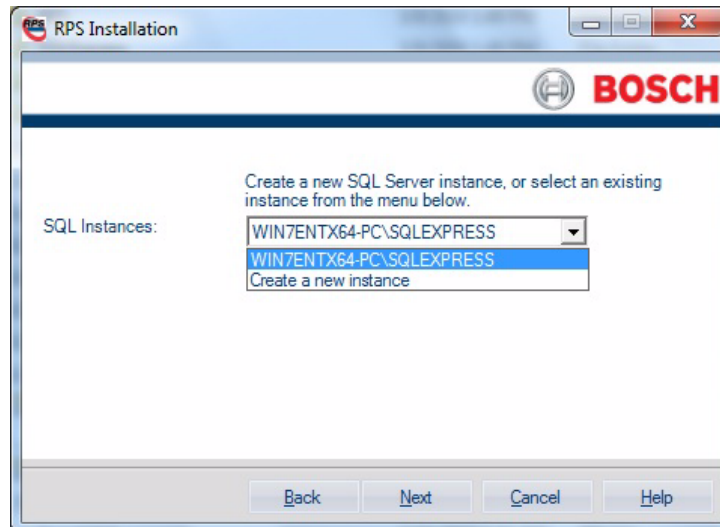 RPS RPS Installation
BOSCH
Create a new SQL Server instance, or select an existing
instance from the menu below.
SQL Instances:
WIN7ENTX64-PC\SQLEXPRESS
WIN7ENTX64-PC\SQLEXPRESS
Create a new instance
Back Next Cancel Help